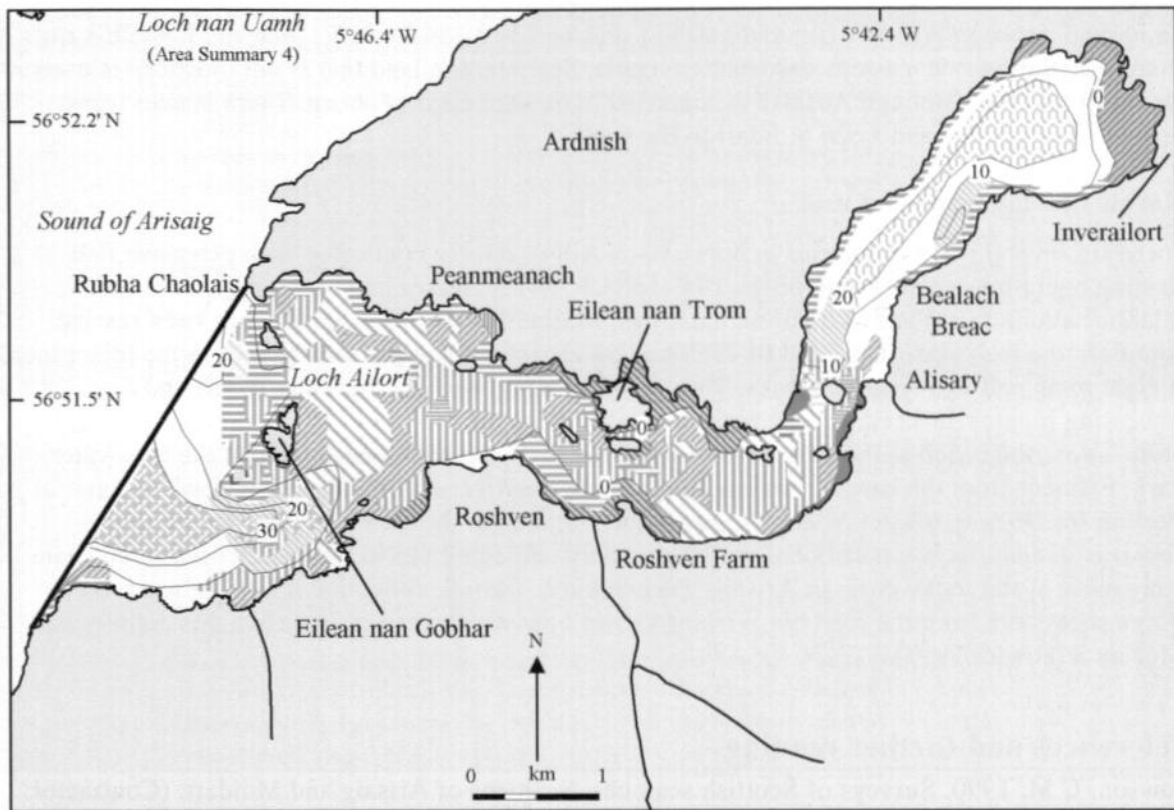 Loch nan Uamh
(Area Summary 4)
5°46.4' W
5°42.4' W
56°52.2' N
Ardnish
0
10
Sound of Arisaig
Inverailort
Rubha Chaolais
Peanmeanach
Eilean nan Trom
20
Bealach
Breac
20
Loch Ailort
10
Alisary
56°51.5' N
0
20
30
Roshven
0
Roshven Farm
Eilean nan Gobhar
N
0 km 1